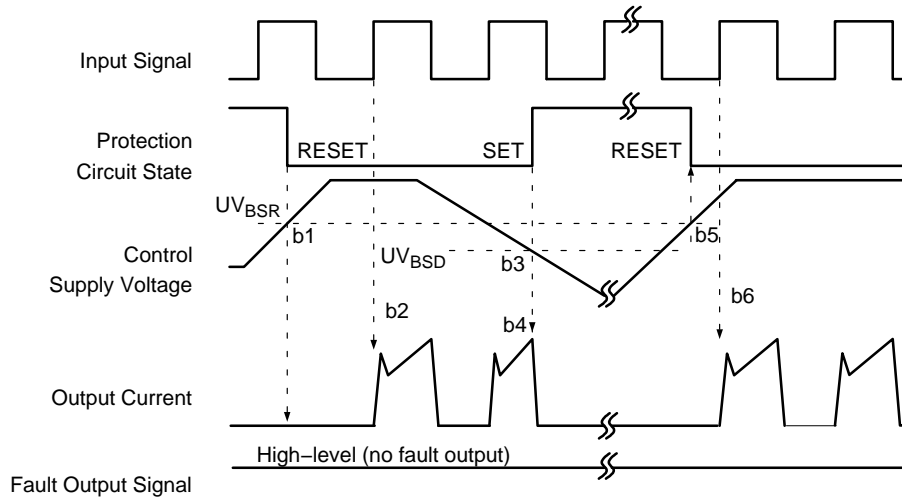 Input Signal
Protection
Circuit State
RESET
SET
RESET
UVBSR
b1
b5
Control
Supply Voltage
UVBSD
b3
b2
b4
b6
Output Current
High−level (no fault output)
Fault Output Signal